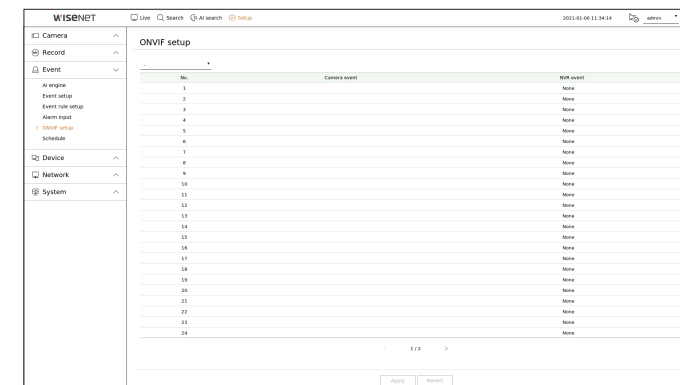 WISENET
Live Search AI search Setup 2021-01-06 11:34:14 admin
Camera
Record
Event
AI engine
Event setup
Event rule setup
Alarm input
ONVIF setup
Schedule
Device
Network
System
ONVIF setup
-
No. Camera event NVR event
1 None
2 None
3 None
4 None
5 None
6 None
7 None
8 None
9 None
10 None
11 None
12 None
13 None
14 None
15 None
16 None
17 None
18 None
19 None
20 None
21 None
22 None
23 None
24 None
1 / 2
Apply Revert